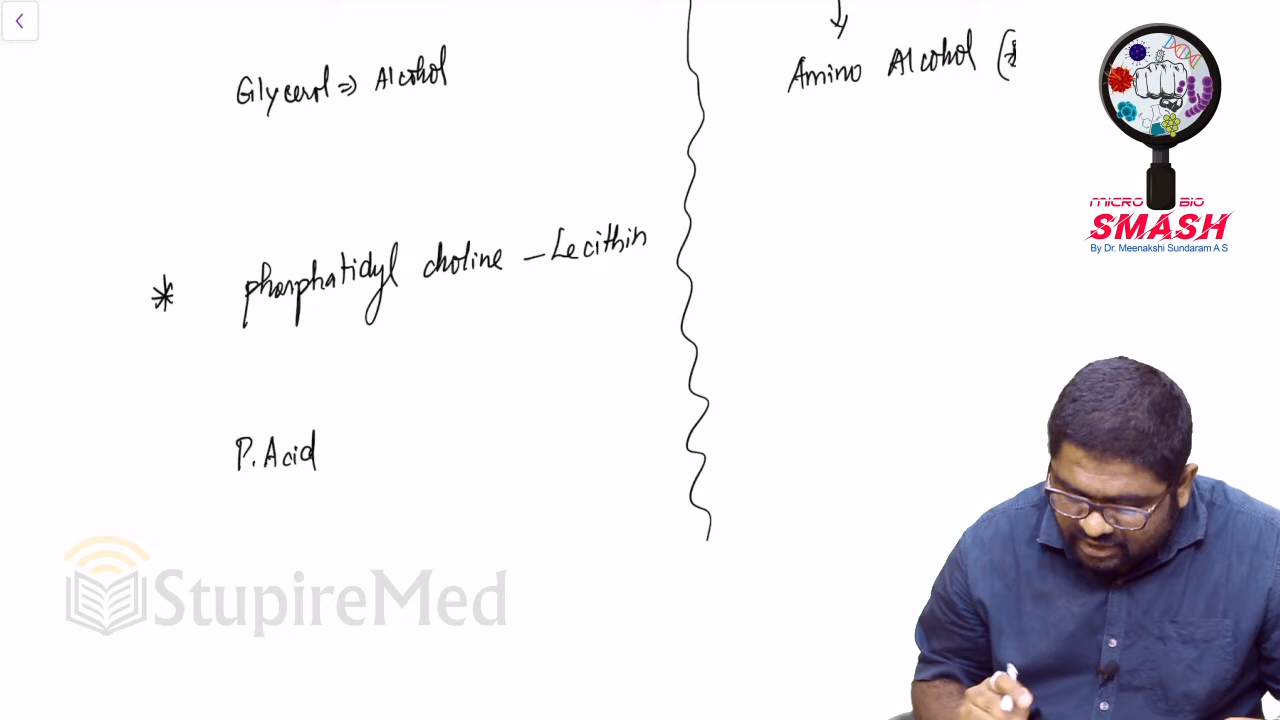 Glycerol ⇒ Alcohol
* phosphatidyl choline – Lecithin
P. Acid
Amino Alcohol (
MICRO BIO
SMASH
By Dr. Meenakshi Sundaram A S
StupireMed